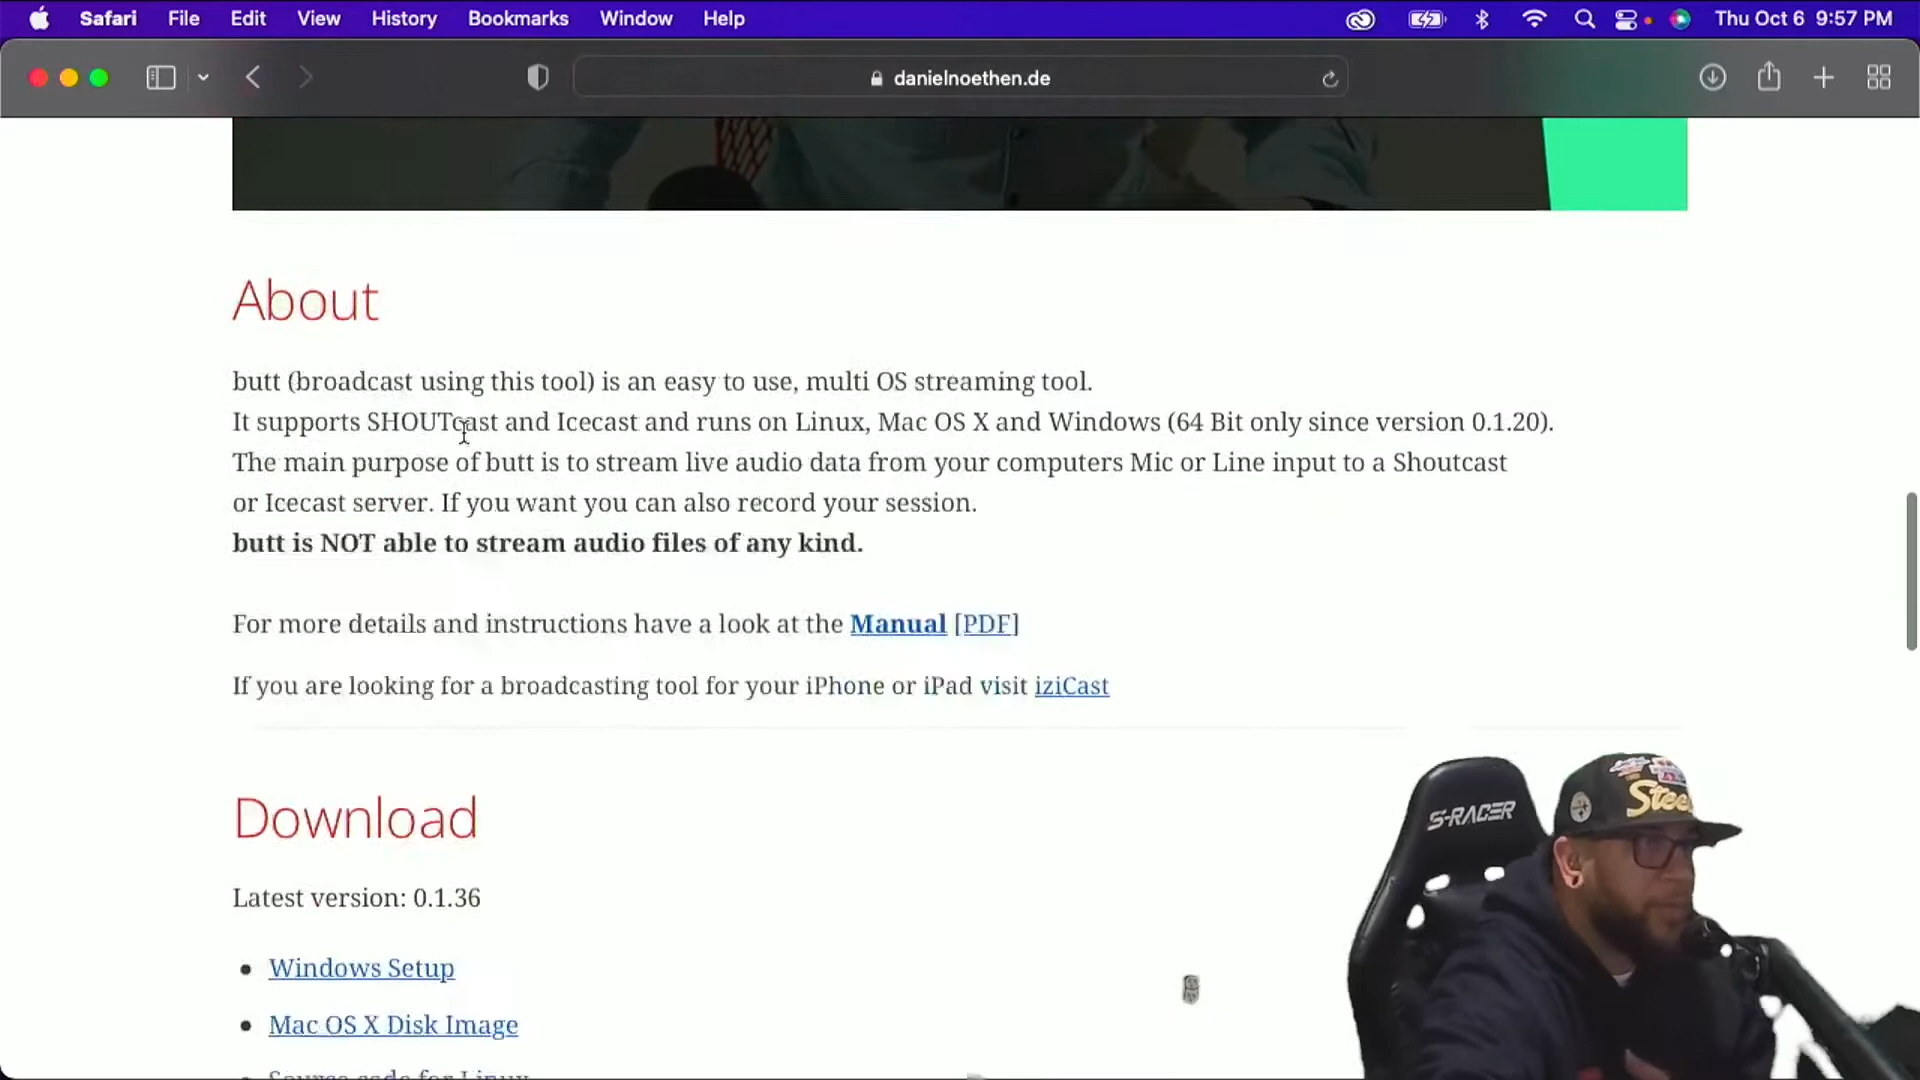 Safari File Edit View History Bookmarks Window Help Thu Oct 6 9:57 PM
danielnoethen.de
About
butt (broadcast using this tool) is an easy to use, multi OS streaming tool.
It supports SHOUTcast and Icecast and runs on Linux, Mac OS X and Windows (64 Bit only since version 0.1.20).
The main purpose of butt is to stream live audio data from your computers Mic or Line input to a Shoutcast
or Icecast server. If you want you can also record your session.
butt is NOT able to stream audio files of any kind.
For more details and instructions have a look at the Manual [PDF]
If you are looking for a broadcasting tool for your iPhone or iPad visit iziCast
Download
Latest version: 0.1.36
Windows Setup
Mac OS X Disk Image
Source code for Linux
S-RACER
Stee